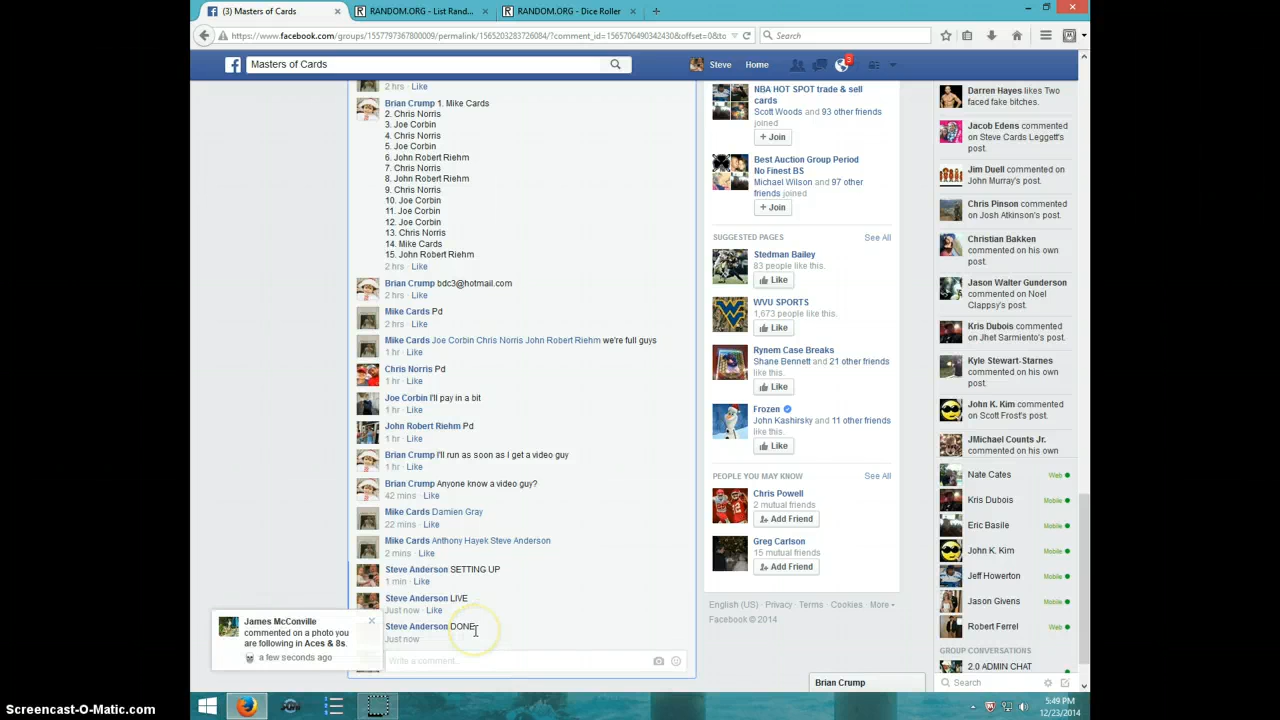 (3) Masters of Cards
RANDOM.ORG - List Rand...
RANDOM.ORG - Dice Roller
https://www.facebook.com/groups/1557797367800009/permalink/1565203283726084/?comment_id=1565706490342430&offset=0&to
Search
Masters of Cards
Steve
Home
3
2 hrs · Like
Brian Crump 1. Mike Cards
2. Chris Norris
3. Joe Corbin
4. Chris Norris
5. Joe Corbin
6. John Robert Riehm
7. Chris Norris
8. John Robert Riehm
9. Chris Norris
10. Joe Corbin
11. Joe Corbin
12. Joe Corbin
13. Chris Norris
14. Mike Cards
15. John Robert Riehm
2 hrs · Like
Brian Crump bdc3@hotmail.com
2 hrs · Like
Mike Cards Pd
2 hrs · Like
Mike Cards Joe Corbin Chris Norris John Robert Riehm we're full guys
1 hr · Like
Chris Norris Pd
1 hr · Like
Joe Corbin I'll pay in a bit
1 hr · Like
John Robert Riehm Pd
1 hr · Like
Brian Crump I'll run as soon as I get a video guy
1 hr · Like
Brian Crump Anyone know a video guy?
42 mins · Like
Mike Cards Damien Gray
22 mins · Like
Mike Cards Anthony Hayek Steve Anderson
2 mins · Like
Steve Anderson SETTING UP
1 min · Like
Steve Anderson LIVE
Just now · Like
Steve Anderson DONE
Just now
Write a comment...
James McConville
commented on a photo you
are following in Aces & 8s.
a few seconds ago
NBA HOT SPOT trade & sell
cards
Scott Woods and 93 other friends
joined
+ Join
Best Auction Group Period
No Finest BS
Michael Wilson and 97 other
friends joined
+ Join
SUGGESTED PAGES
See All
Stedman Bailey
83 people like this.
Like
WVU SPORTS
1,673 people like this.
Like
Rynem Case Breaks
Shane Bennett and 21 other friends
like this.
Like
Frozen
John Kashirsky and 11 other friends
like this.
Like
PEOPLE YOU MAY KNOW
See All
Chris Powell
2 mutual friends
Add Friend
Greg Carlson
15 mutual friends
Add Friend
English (US) · Privacy · Terms · Cookies · More
Facebook © 2014
Darren Hayes likes Two
faced fake bitches.
Jacob Edens commented
on Steve Cards Leggett's
post.
Jim Duell commented on
John Murray's post.
Chris Pinson commented
on Josh Atkinson's post.
Christian Bakken
commented on his own
post.
Jason Walter Gunderson
commented on Noel
Clappsy's post.
Kris Dubois commented
on Jhet Sarmiento's post.
Kyle Stewart-Starnes
commented on his own
post.
John K. Kim commented
on Scott Frost's post.
JMichael Counts Jr.
commented on his own
Nate Cates Web
Kris Dubois Mobile
Eric Basile Mobile
John K. Kim Mobile
Jeff Howerton Mobile
Jason Givens Mobile
Robert Ferrel Web
GROUP CONVERSATIONS
2.0 ADMIN CHAT
Search
Brian Crump
5:49 PM
12/23/2014
Screencast-O-Matic.com